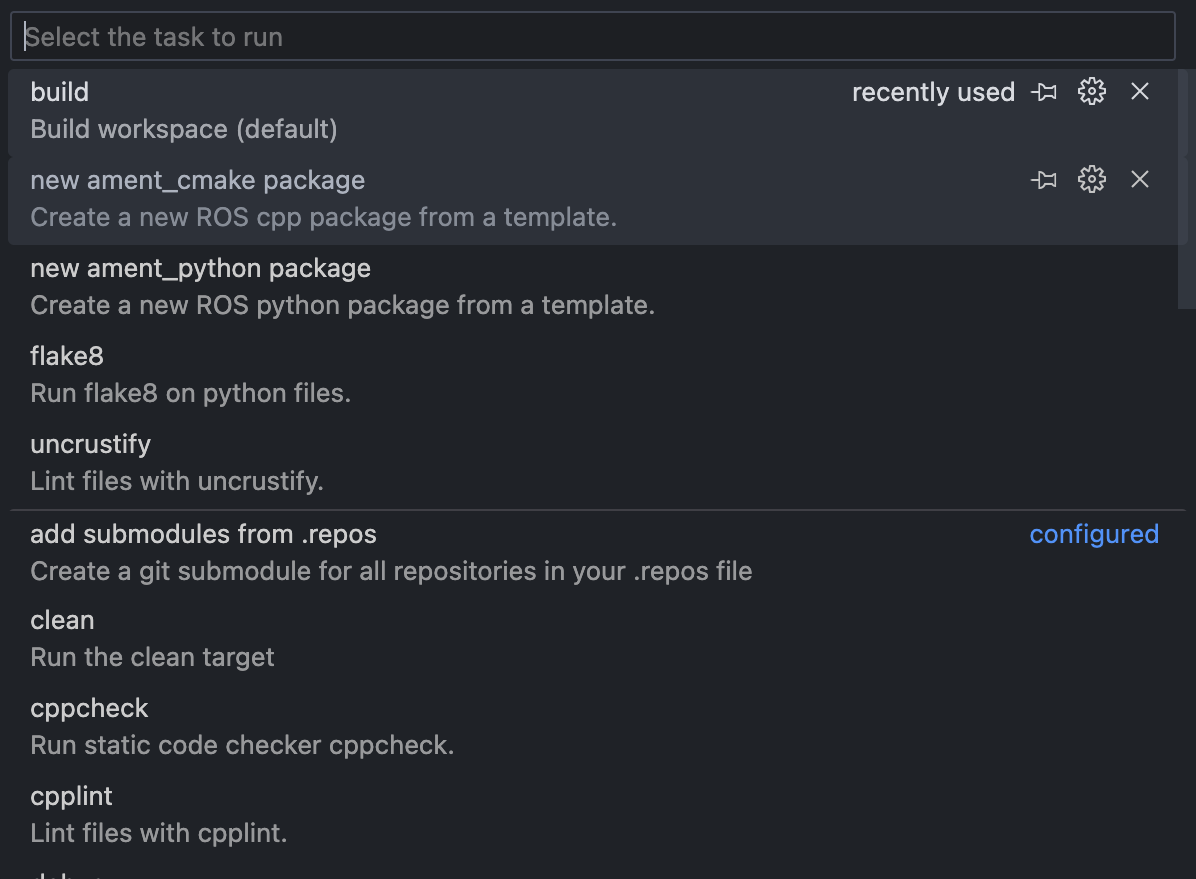 Select the task to run
build
recently used
Build workspace (default)
new ament_cmake package
Create a new ROS cpp package from a template.
new ament_python package
Create a new ROS python package from a template.
flake8
Run flake8 on python files.
uncrustify
Lint files with uncrustify.
add submodules from .repos
configured
Create a git submodule for all repositories in your .repos file
clean
Run the clean target
cppcheck
Run static code checker cppcheck.
cpplint
Lint files with cpplint.